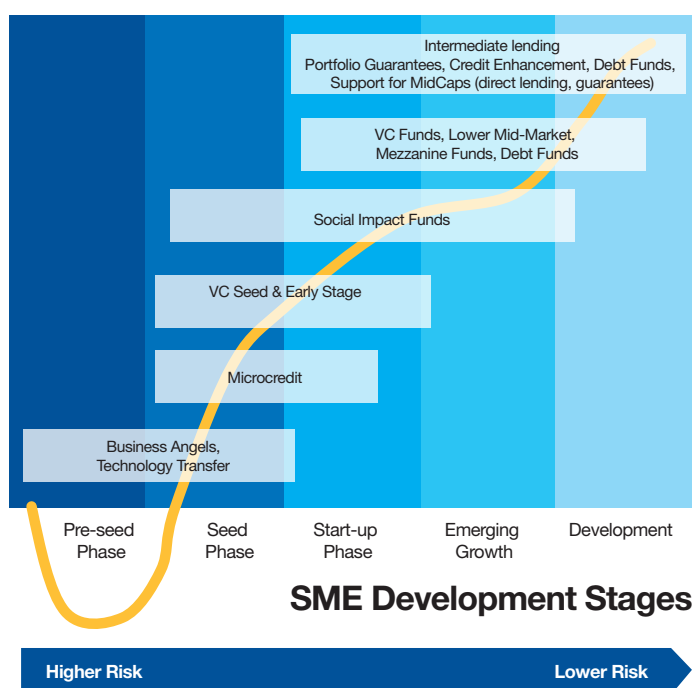 Intermediate lending
Portfolio Guarantees, Credit Enhancement, Debt Funds,
Support for MidCaps (direct lending, guarantees)
VC Funds, Lower Mid-Market,
Mezzanine Funds, Debt Funds
Social Impact Funds
VC Seed & Early Stage
Microcredit
Business Angels,
Technology Transfer
Pre-seed
Phase
Seed
Phase
Start-up
Phase
Emerging
Growth
Development
SME Development Stages
Higher Risk
Lower Risk